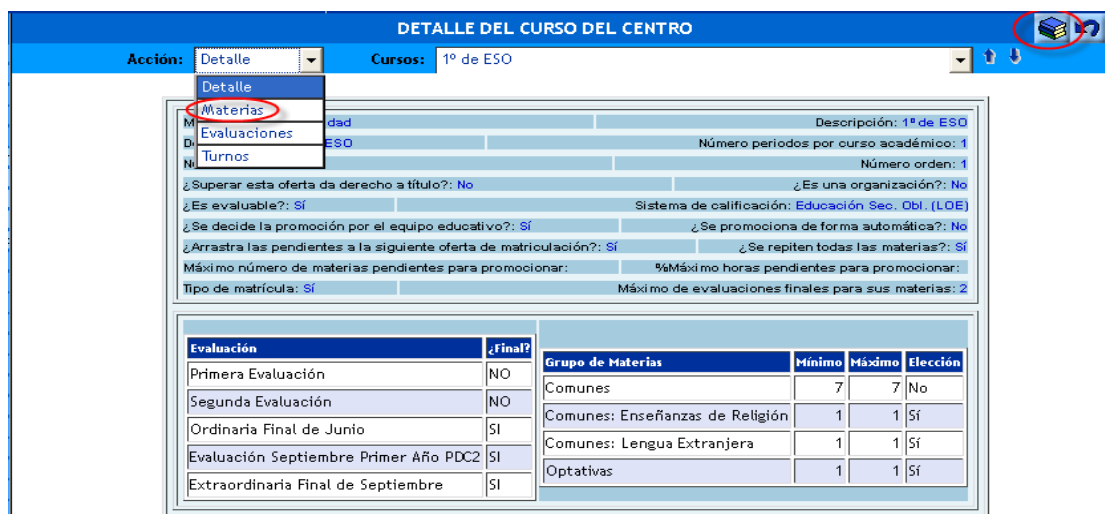 DETALLE DEL CURSO DEL CENTRO
Acción: Detalle Cursos: 1º de ESO
Detalle
Materias
Evaluaciones
Turnos
dad Descripción: 1º de ESO
ESO Número periodos por curso académico: 1
Número orden: 1
¿Superar esta oferta da derecho a título?: No ¿Es una organización?: No
¿Es evaluable?: Sí Sistema de calificación: Educación Sec. Obl. (LOE)
¿Se decide la promoción por el equipo educativo?: Sí ¿Se promociona de forma automática?: No
¿Arrastra las pendientes a la siguiente oferta de matriculación?: Sí ¿Se repiten todas las materias?: Sí
Máximo número de materias pendientes para promocionar: %Máximo horas pendientes para promocionar:
Tipo de matrícula: Sí Máximo de evaluaciones finales para sus materias: 2
Evaluación ¿Final?
Primera Evaluación NO
Segunda Evaluación NO
Ordinaria Final de Junio SI
Evaluación Septiembre Primer Año PDC2 SI
Extraordinaria Final de Septiembre SI
Grupo de Materias Mínimo Máximo Elección
Comunes 7 7 No
Comunes: Enseñanzas de Religión 1 1 Sí
Comunes: Lengua Extranjera 1 1 Sí
Optativas 1 1 Sí